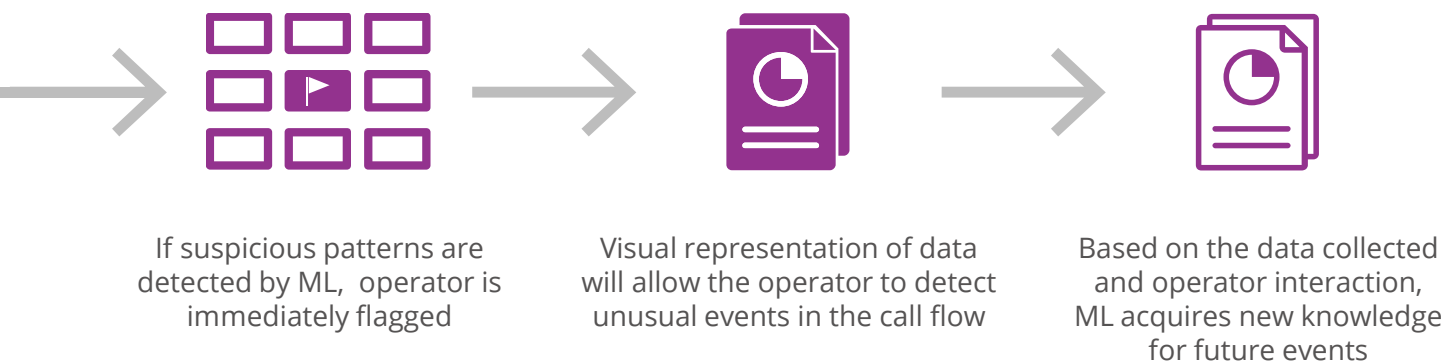 If suspicious patterns are
detected by ML,  operator is
immediately flagged
Visual representation of data
will allow the operator to detect
unusual events in the call flow
Based on the data collected
and operator interaction,
ML acquires new knowledge
for future events